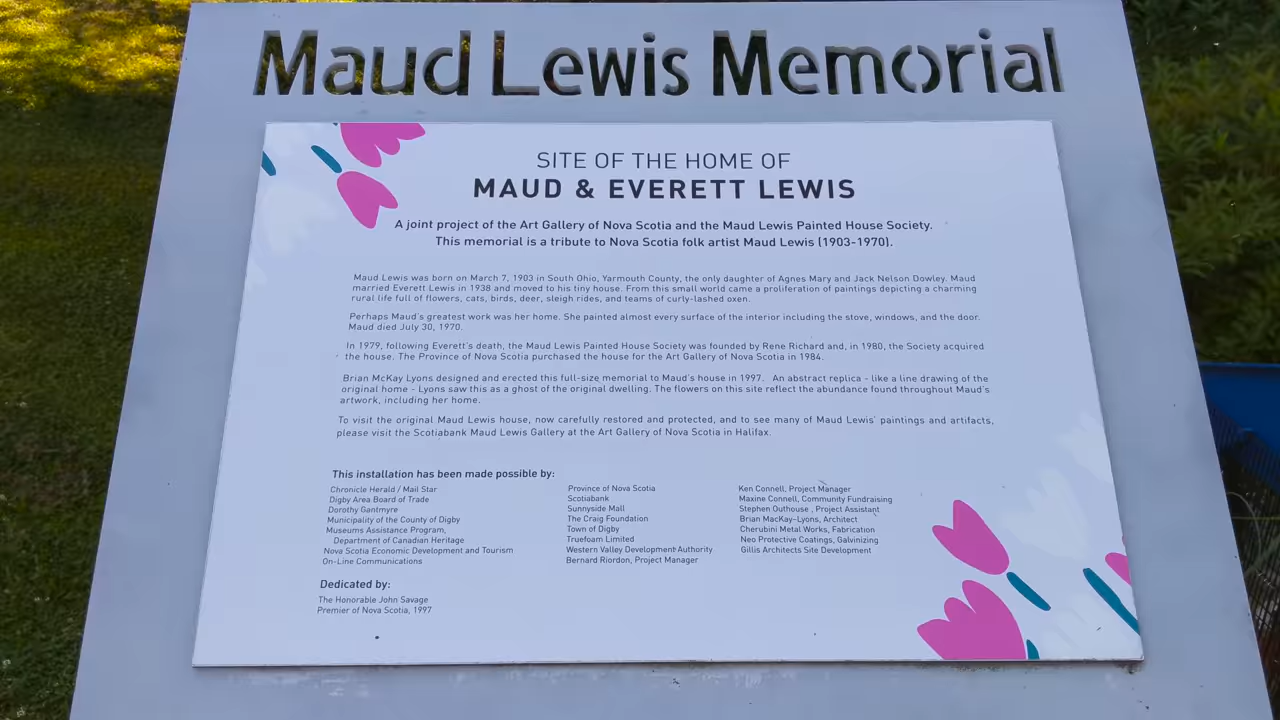 Maud Lewis Memorial
SITE OF THE HOME OF
MAUD & EVERETT LEWIS
A joint project of the Art Gallery of Nova Scotia and the Maud Lewis Painted House Society.
This memorial is a tribute to Nova Scotia folk artist Maud Lewis (1903-1970).
Maud Lewis was born on March 7, 1903 in South Ohio, Yarmouth County, the only daughter of Agnes Mary and Jack Nelson Dowley. Maud
married Everett Lewis in 1938 and moved to his tiny house. From this small world came a proliferation of paintings depicting a charming
rural life full of flowers, cats, birds, deer, sleigh rides, and teams of curly-lashed oxen.
Perhaps Maud's greatest work was her home. She painted almost every surface of the interior including the stove, windows, and the door.
Maud died July 30, 1970.
In 1979, following Everett's death, the Maud Lewis Painted House Society was founded by Rene Richard and, in 1980, the Society acquired
the house. The Province of Nova Scotia purchased the house for the Art Gallery of Nova Scotia in 1984.
Brian McKay Lyons designed and erected this full-size memorial to Maud's house in 1997. An abstract replica - like a line drawing of the
original home - Lyons saw this as a ghost of the original dwelling. The flowers on this site reflect the abundance found throughout Maud's
artwork, including her home.
To visit the original Maud Lewis house, now carefully restored and protected, and to see many of Maud Lewis' paintings and artifacts,
please visit the Scotiabank Maud Lewis Gallery at the Art Gallery of Nova Scotia in Halifax.
This installation has been made possible by:
Chronicle Herald / Mail Star
Digby Area Board of Trade
Dorothy Gantmyre
Municipality of the County of Digby
Museums Assistance Program,
Department of Canadian Heritage
Nova Scotia Economic Development and Tourism
On-Line Communications
Province of Nova Scotia
Scotiabank
Sunnyside Mall
The Craig Foundation
Town of Digby
Truefoam Limited
Western Valley Development Authority
Bernard Riordon, Project Manager
Ken Connell, Project Manager
Maxine Connell, Community Fundraising
Stephen Outhouse , Project Assistant
Brian MacKay-Lyons, Architect
Cherubini Metal Works, Fabrication
Neo Protective Coatings, Galvinizing
Gillis Architects Site Development
Dedicated by:
The Honorable John Savage
Premier of Nova Scotia, 1997